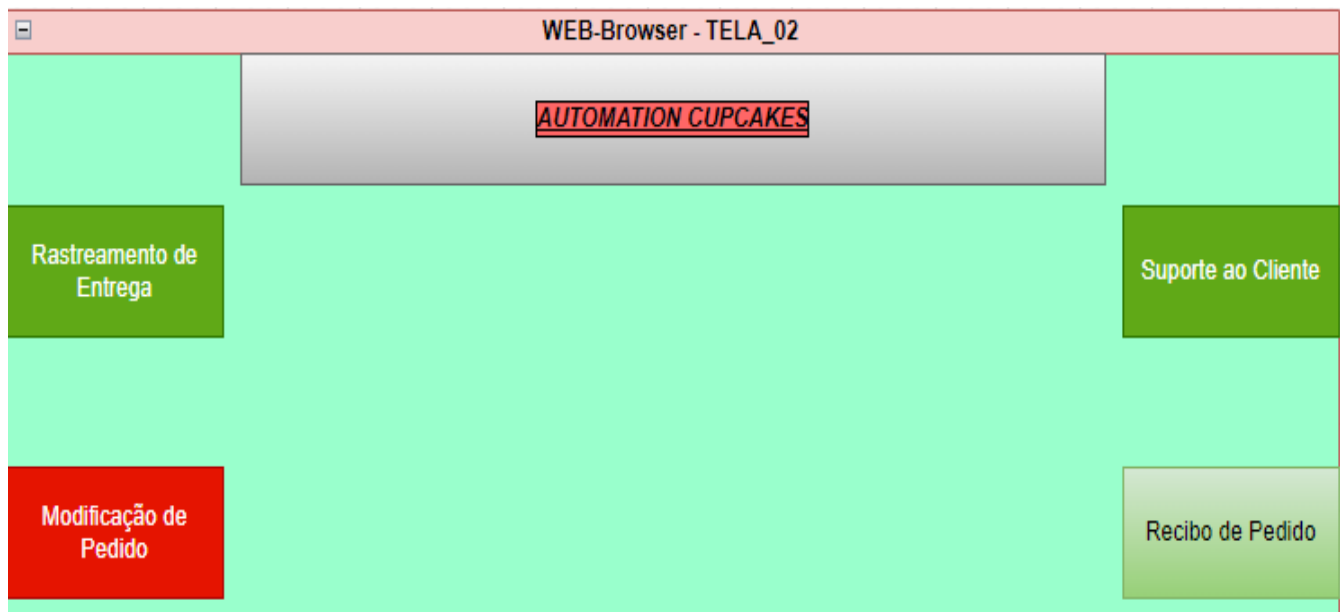 WEB-Browser - TELA_02
AUTOMATION CUPCAKES
Rastreamento de
Entrega
Suporte ao Cliente
Modificação de
Pedido
Recibo de Pedido